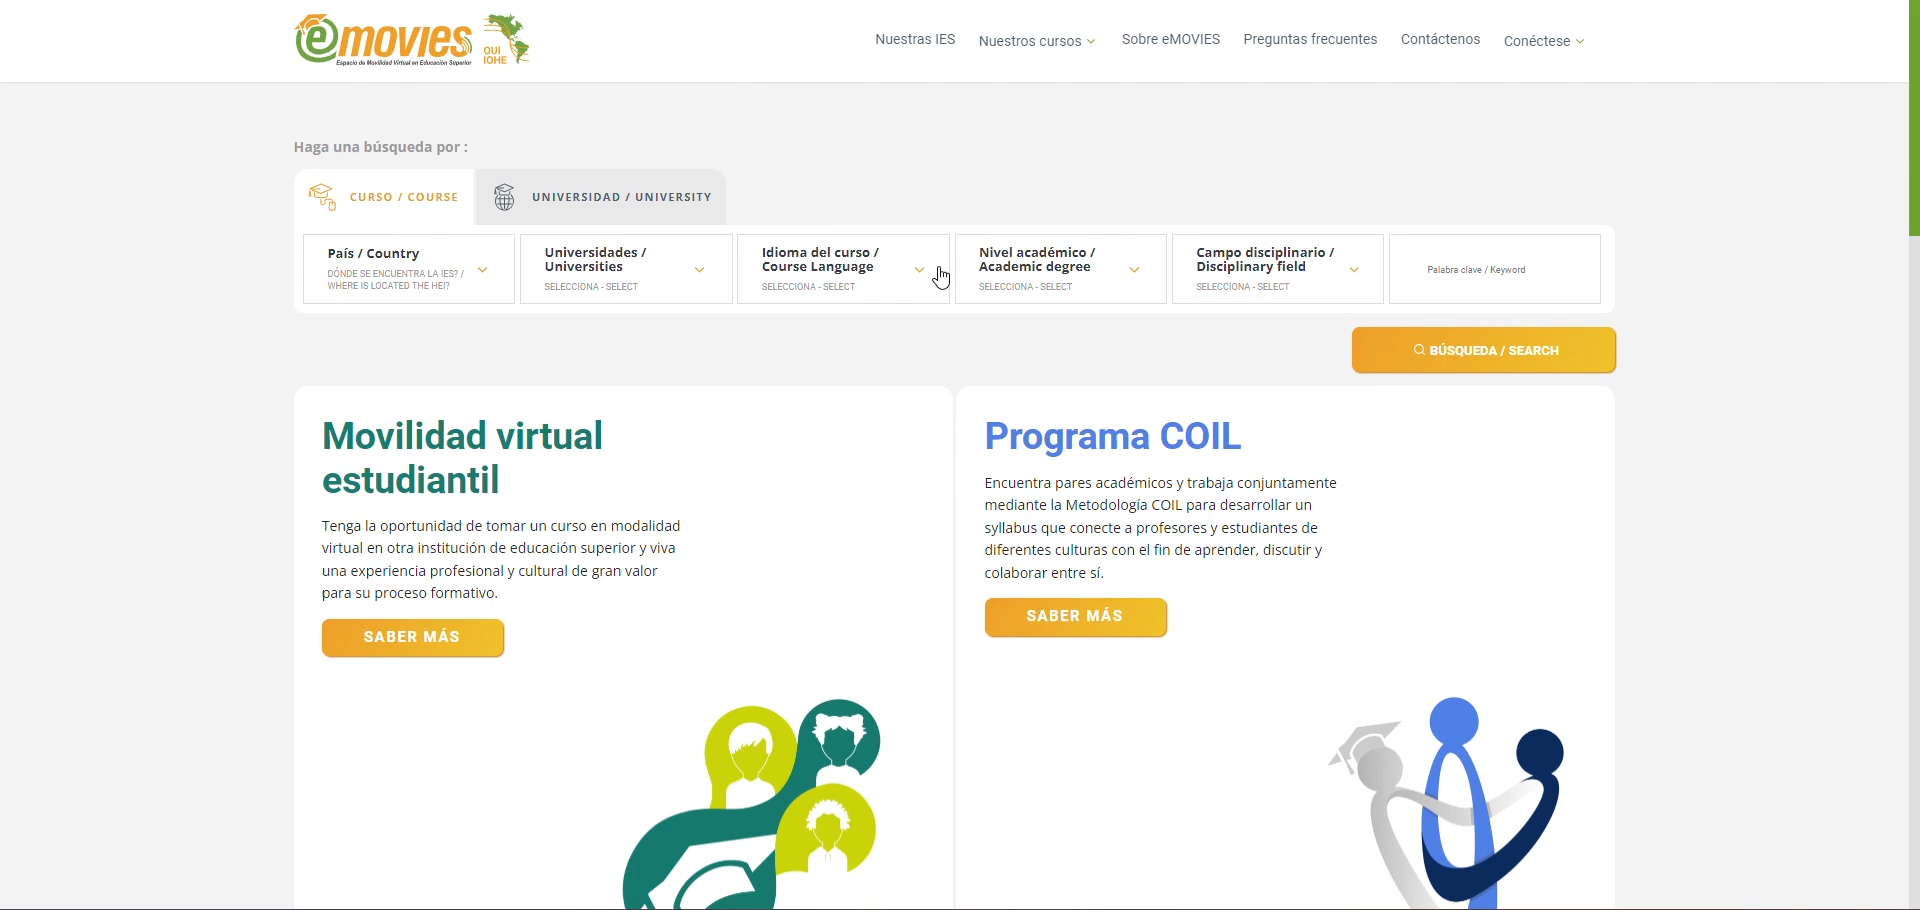 emovies
Espacio de Movilidad Virtual en Educación Superior
OUI
IOHE
Nuestras IES
Nuestros cursos
Sobre eMOVIES
Preguntas frecuentes
Contáctenos
Conéctese
Haga una búsqueda por :
CURSO / COURSE
UNIVERSIDAD / UNIVERSITY
País / Country
DÓNDE SE ENCUENTRA LA IES? /
WHERE IS LOCATED THE HEI?
Universidades /
Universities
SELECCIONA - SELECT
Idioma del curso /
Course Language
SELECCIONA - SELECT
Nivel académico /
Academic degree
SELECCIONA - SELECT
Campo disciplinario /
Disciplinary field
SELECCIONA - SELECT
Palabra clave / Keyword
BÚSQUEDA / SEARCH
Movilidad virtual
estudiantil
Tenga la oportunidad de tomar un curso en modalidad
virtual en otra institución de educación superior y viva
una experiencia profesional y cultural de gran valor
para su proceso formativo.
SABER MÁS
Programa COIL
Encuentra pares académicos y trabaja conjuntamente
mediante la Metodología COIL para desarrollar un
syllabus que conecte a profesores y estudiantes de
diferentes culturas con el fin de aprender, discutir y
colaborar entre sí.
SABER MÁS